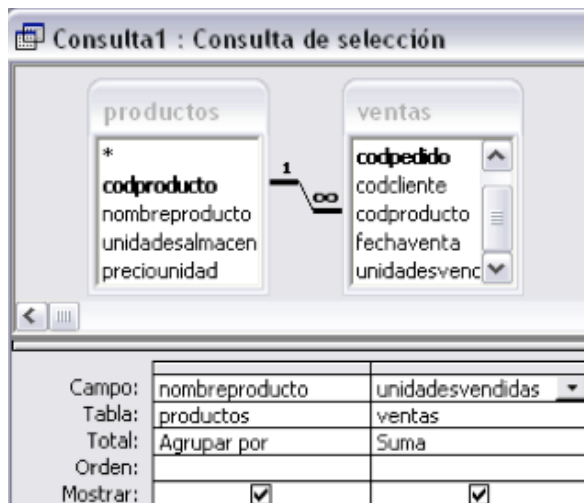 Consulta1 : Consulta de selección
productos
*
codproducto
nombreproducto
unidadesalmacen
preciounidad
1
∞
ventas
codpedido
codcliente
codproducto
fechaventa
unidadesvenc
Campo: nombreproducto unidadesvendidas
Tabla: productos ventas
Total: Agrupar por Suma
Orden:
Mostrar: